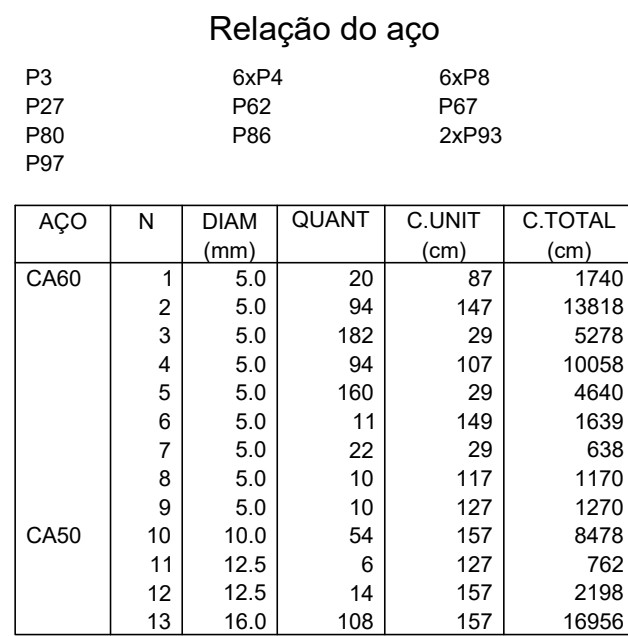 Relação do aço
P3 6xP4 6xP8
P27 P62 P67
P80 P86 2xP93
P97
AÇO N DIAM QUANT C.UNIT C.TOTAL
(mm) (cm) (cm)
CA60 1 5.0 20 87 1740
2 5.0 94 147 13818
3 5.0 182 29 5278
4 5.0 94 107 10058
5 5.0 160 29 4640
6 5.0 11 149 1639
7 5.0 22 29 638
8 5.0 10 117 1170
9 5.0 10 127 1270
CA50 10 10.0 54 157 8478
11 12.5 6 127 762
12 12.5 14 157 2198
13 16.0 108 157 16956